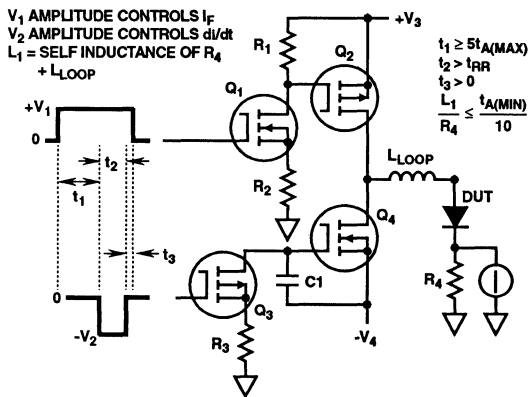 V1 AMPLITUDE CONTROLS IF
V2 AMPLITUDE CONTROLS di/dt
L1 = SELF INDUCTANCE OF R4
+ LLOOP
+V1
0
t2
t1
t3
0
-V2
R1
Q1
R2
Q2
+V3
t1 ≥ 5tA(MAX)
t2 > tRR
t3 > 0
L1/R4 ≤ tA(MIN)/10
LLOOP
DUT
Q4
R4
C1
Q3
R3
-V4